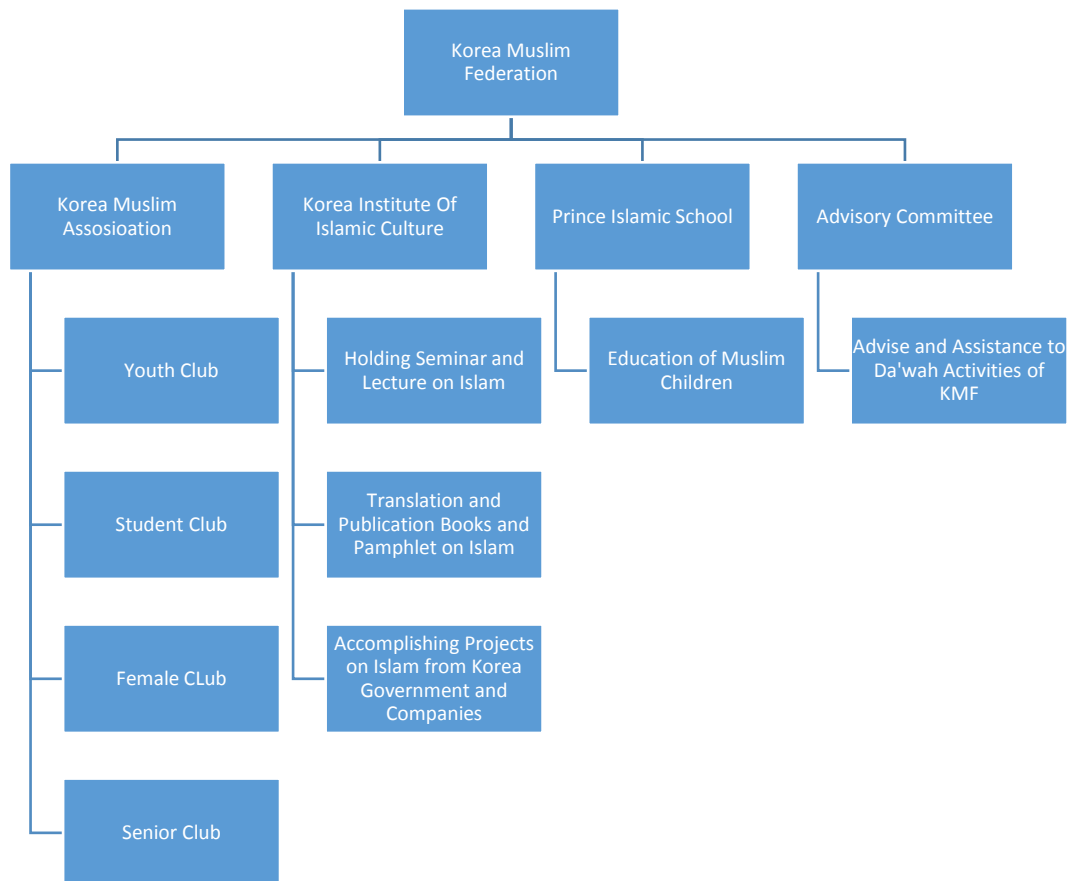 Korea Muslim
Federation
Korea Muslim
Assosioation
Korea Institute Of
Islamic Culture
Prince Islamic School
Advisory Committee
Youth Club
Holding Seminar and
Lecture on Islam
Education of Muslim
Children
Advise and Assistance to
Da'wah Activities of
KMF
Student Club
Translation and
Publication Books and
Pamphlet on Islam
Female CLub
Accomplishing Projects
on Islam from Korea
Government and
Companies
Senior Club